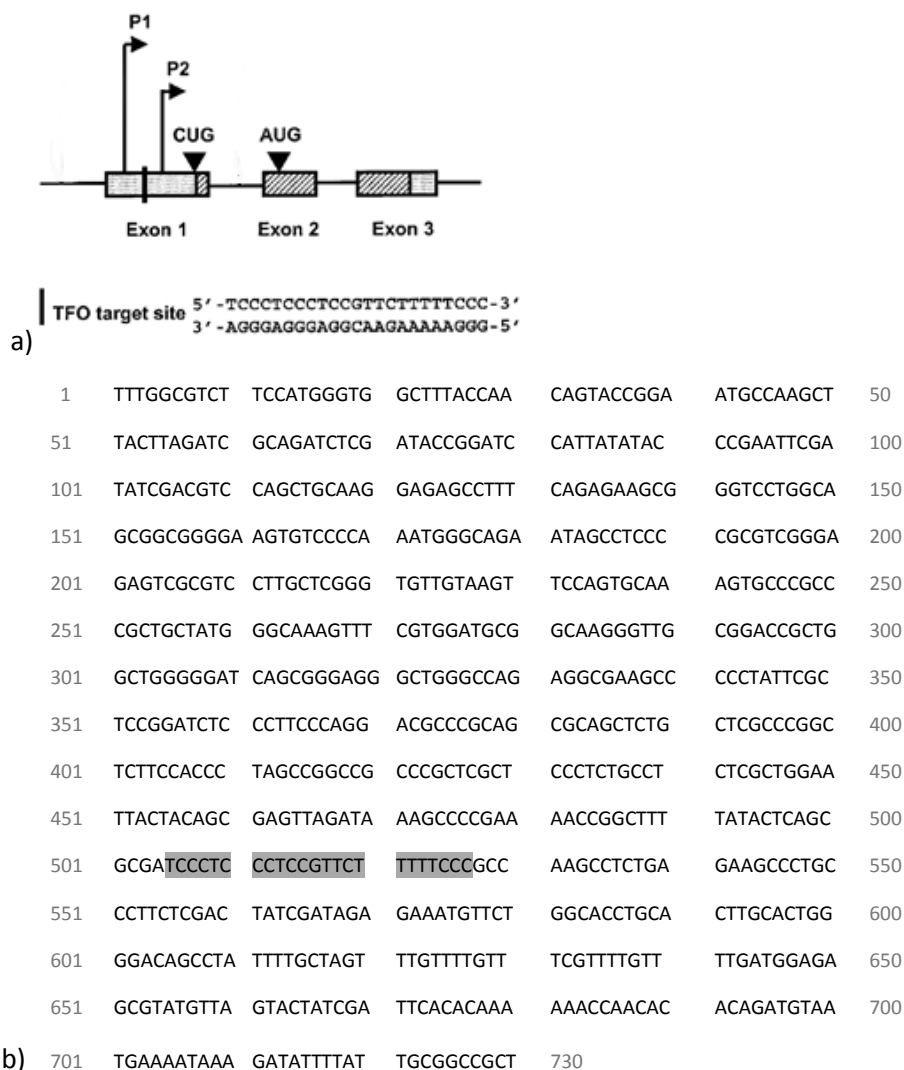 P1
P2
CUG AUG
Exon 1 Exon 2 Exon 3
TFO target site 5'-TCCCTCCCTCCGTTCTTTTTCCC-3'
3'-AGGGAGGGAGGCAAGAAAAAGGG-5'
a)
1 TTTGGCGTCT TCCATGGGTG GCTTTACCAA CAGTACCGGA ATGCCAAGCT 50
51 TACTTAGATC GCAGATCTCG ATACCGGATC CATTATATAC CCGAATTCGA 100
101 TATCGACGTC CAGCTGCAAG GAGAGCCTTT CAGAGAAGCG GGTCCTGGCA 150
151 GCGGCGGGGA AGTGTCCCCA AATGGGCAGA ATAGCCTCCC CGCGTCGGGA 200
201 GAGTCGCGTC CTTGCTCGGG TGTTGTAAGT TCCAGTGCAA AGTGCCCGCC 250
251 CGCTGCTATG GGCAAAGTTT CGTGGATGCG GCAAGGGTTG CGGACCGCTG 300
301 GCTGGGGGAT CAGCGGGAGG GCTGGGCCAG AGGCGAAGCC CCCTATTCGC 350
351 TCCGGATCTC CCTTCCCAGG ACGCCCGCAG CGCAGCTCTG CTCGCCCGGC 400
401 TCTTCCACCC TAGCCGGCCG CCCGCTCGCT CCCTCTGCCT CTCGCTGGAA 450
451 TTACTACAGC GAGTTAGATA AAGCCCCGAA AACCGGCTTT TATACTCAGC 500
501 GCGATCCCTC CCTCCGTTCT TTTTCCCGCC AAGCCTCTGA GAAGCCCTGC 550
551 CCTTCTCGAC TATCGATAGA GAAATGTTCT GGCACCTGCA CTTGCACTGG 600
601 GGACAGCCTA TTTTGCTAGT TTGTTTTGTT TCGTTTTGTT TTGATGGAGA 650
651 GCGTATGTTA GTACTATCGA TTCACACAAA AAACCAACAC ACAGATGTAA 700
b) 701 TGAAAATAAA GATATTTTAT TGCGGCCGCT 730